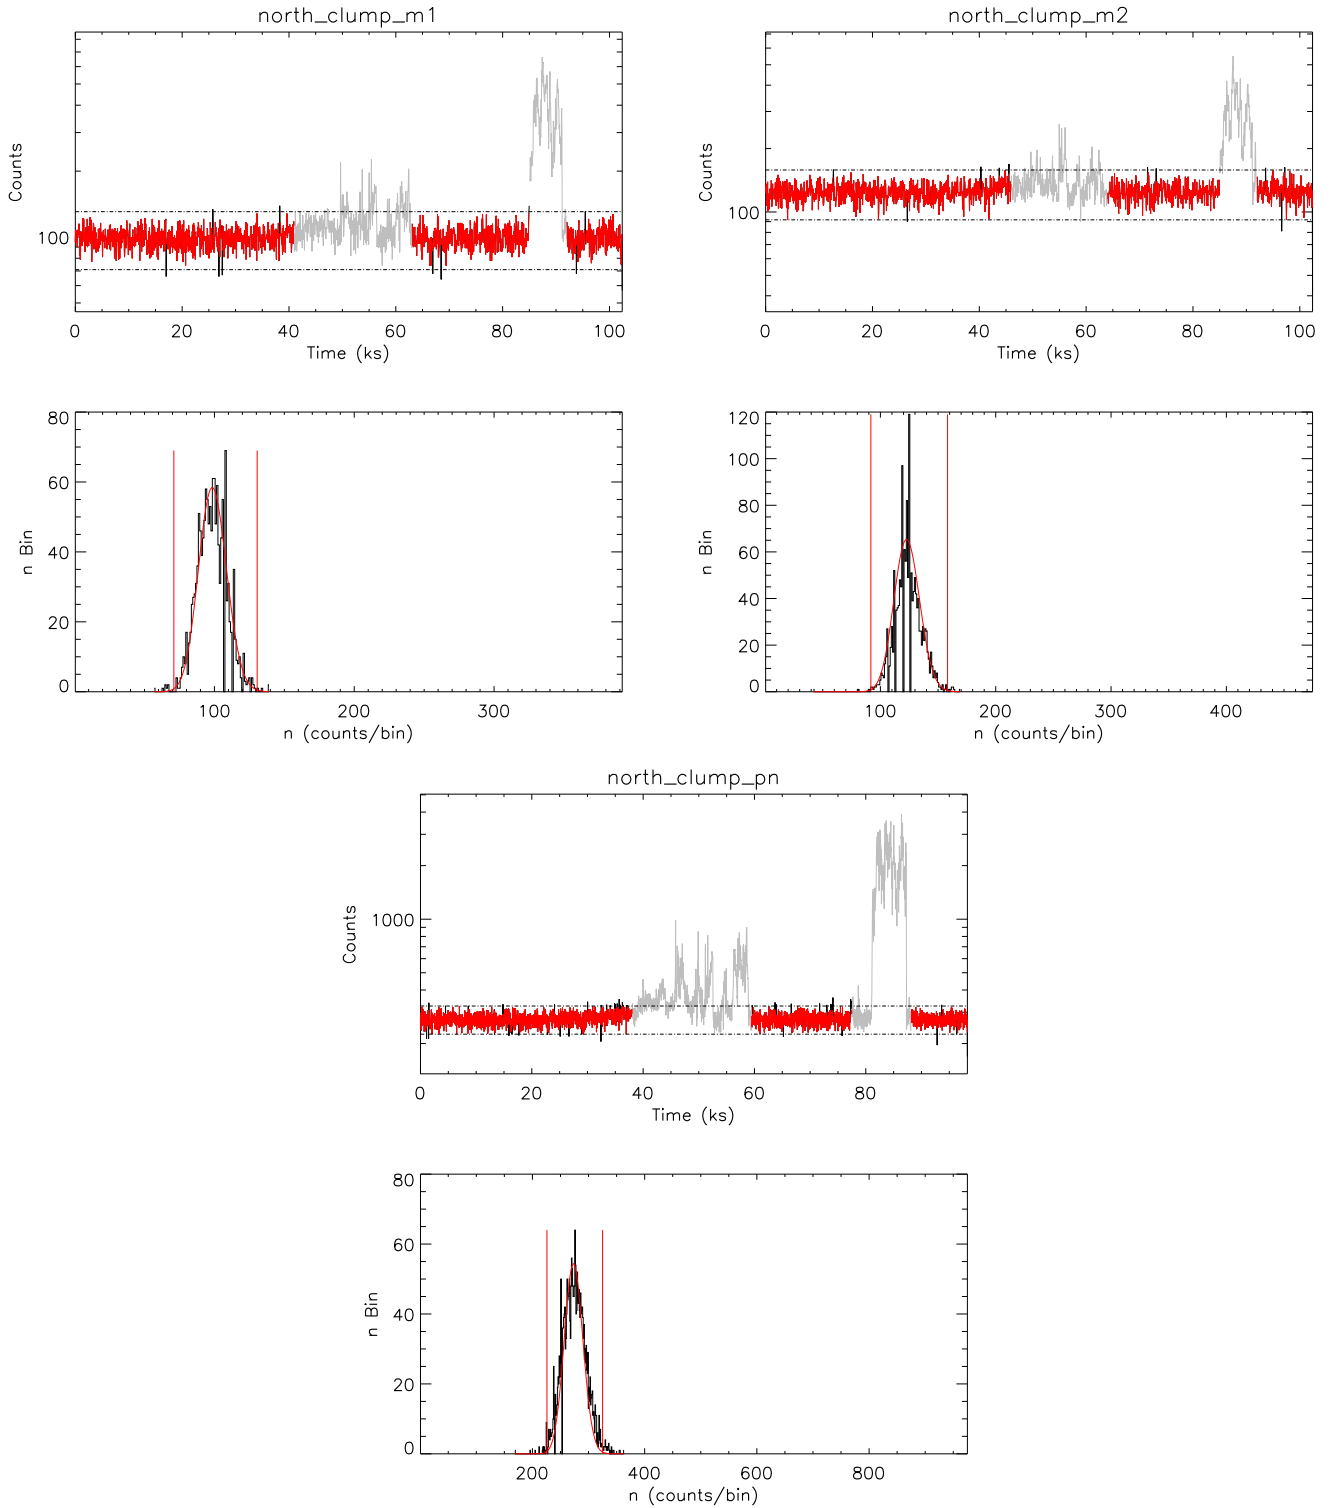 north_clump_m1
Counts
100
0 20 40 60 80 100
Time (ks)
north_clump_m2
Counts
100
0 20 40 60 80 100
Time (ks)
80
60
40
20
0
n Bin
100 200 300
n (counts/bin)
120
100
80
60
40
20
0
n Bin
100 200 300 400
n (counts/bin)
north_clump_pn
Counts
1000
0 20 40 60 80
Time (ks)
80
60
40
20
0
n Bin
200 400 600 800
n (counts/bin)